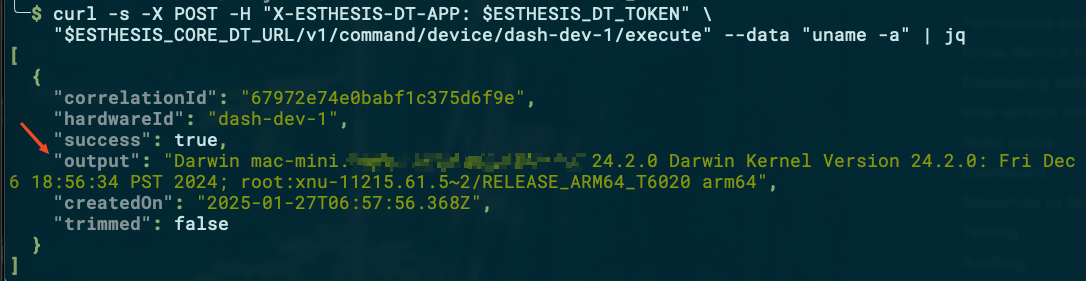 $ curl -s -X POST -H "X-ESTHESIS-DT-APP: $ESTHESIS_DT_TOKEN" \
"$ESTHESIS_CORE_DT_URL/v1/command/device/dash-dev-1/execute" --data "uname -a" | jq
[
{
"correlationId": "67972e74e0babf1c375d6f9e",
"hardwareId": "dash-dev-1",
"success": true,
"output": "Darwin mac-mini. 24.2.0 Darwin Kernel Version 24.2.0: Fri Dec
6 18:56:34 PST 2024; root:xnu-11215.61.5~2/RELEASE_ARM64_T6020 arm64",
"createdOn": "2025-01-27T06:57:56.368Z",
"trimmed": false
}
]